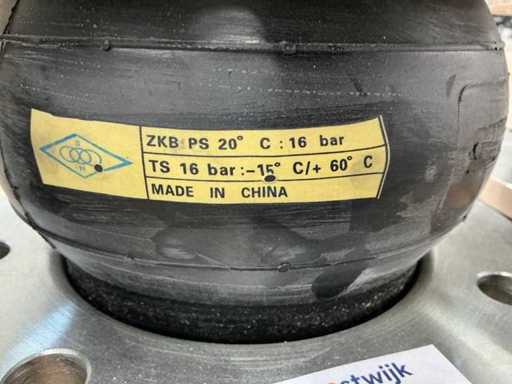 ZKB PS 20° C : 16 bar
TS 16 bar :–15° C/+ 60° C
MADE IN CHINA